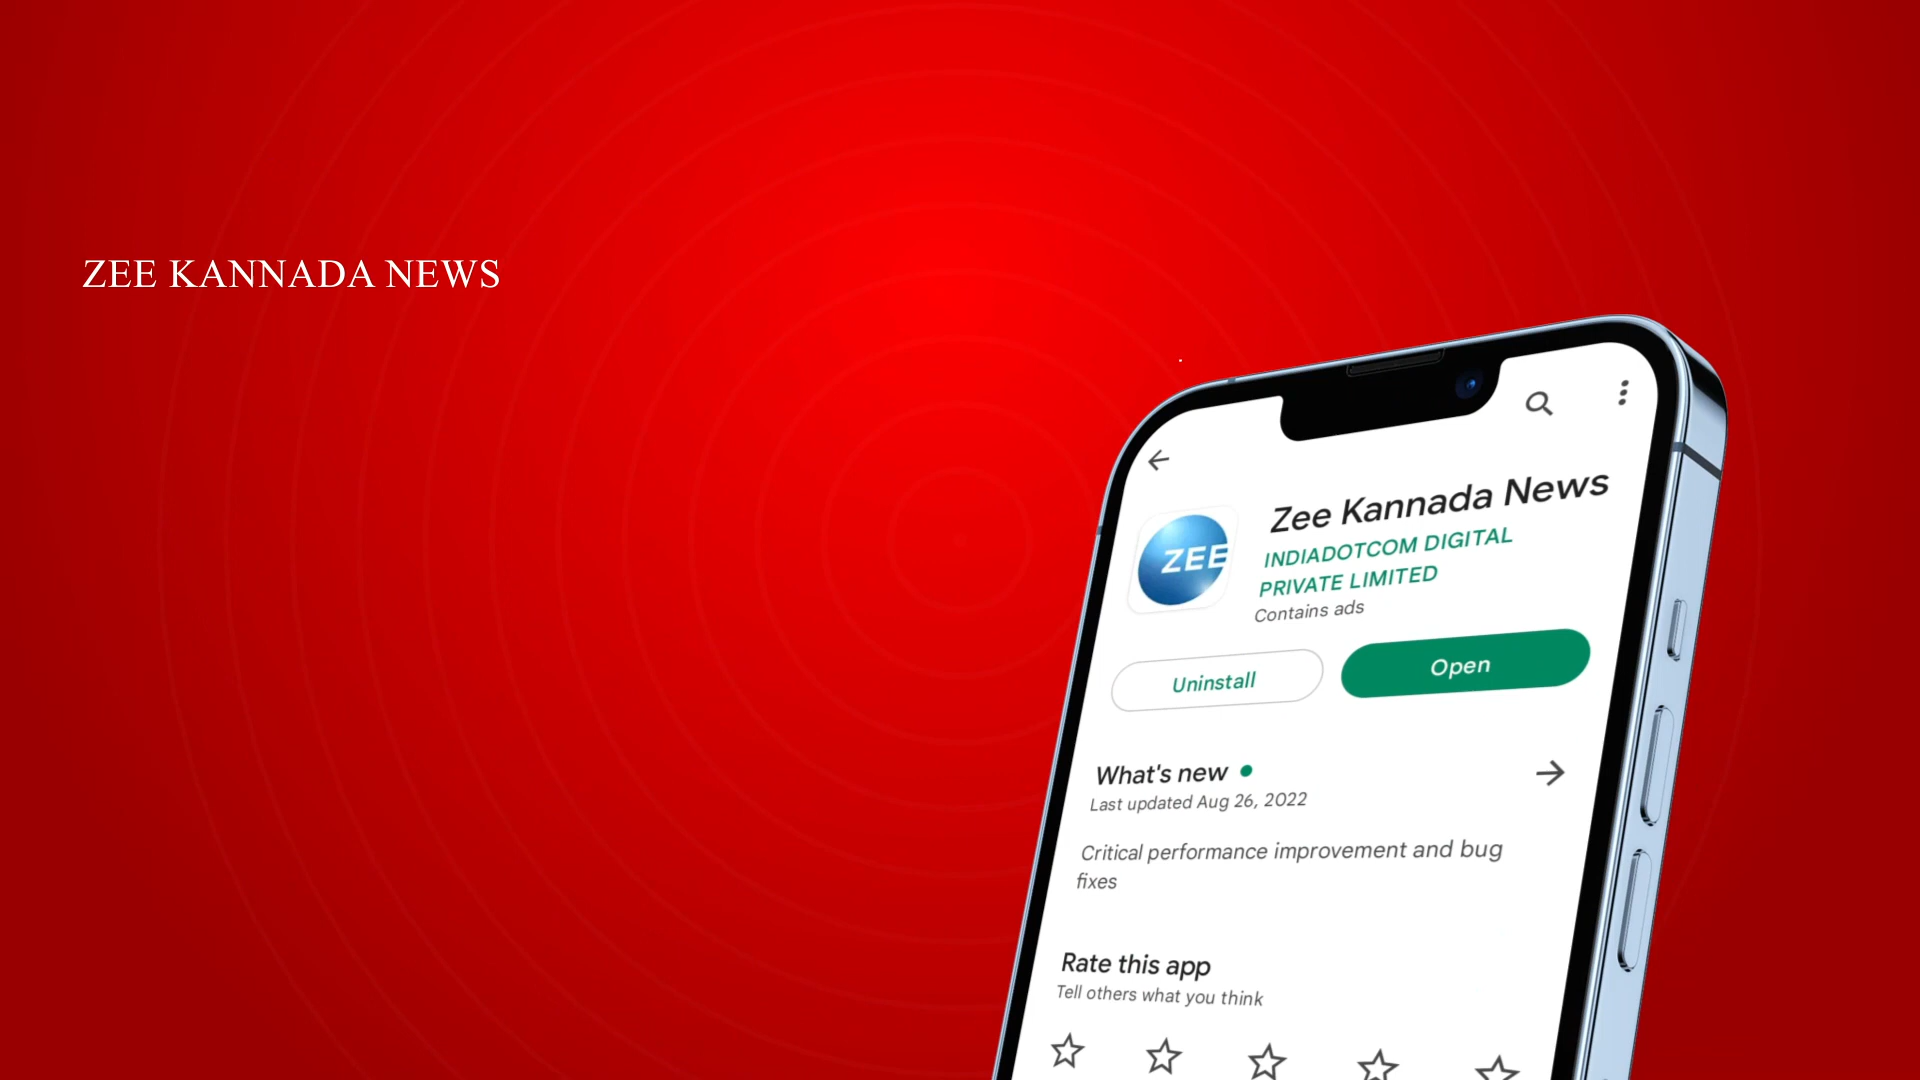 ZEE KANNADA NEWS
Zee Kannada News
ZEE
INDIADOTCOM DIGITAL
PRIVATE LIMITED
Contains ads
Uninstall
Open
What's new
Last updated Aug 26, 2022
Critical performance improvement and bug
fixes
Rate this app
Tell others what you think